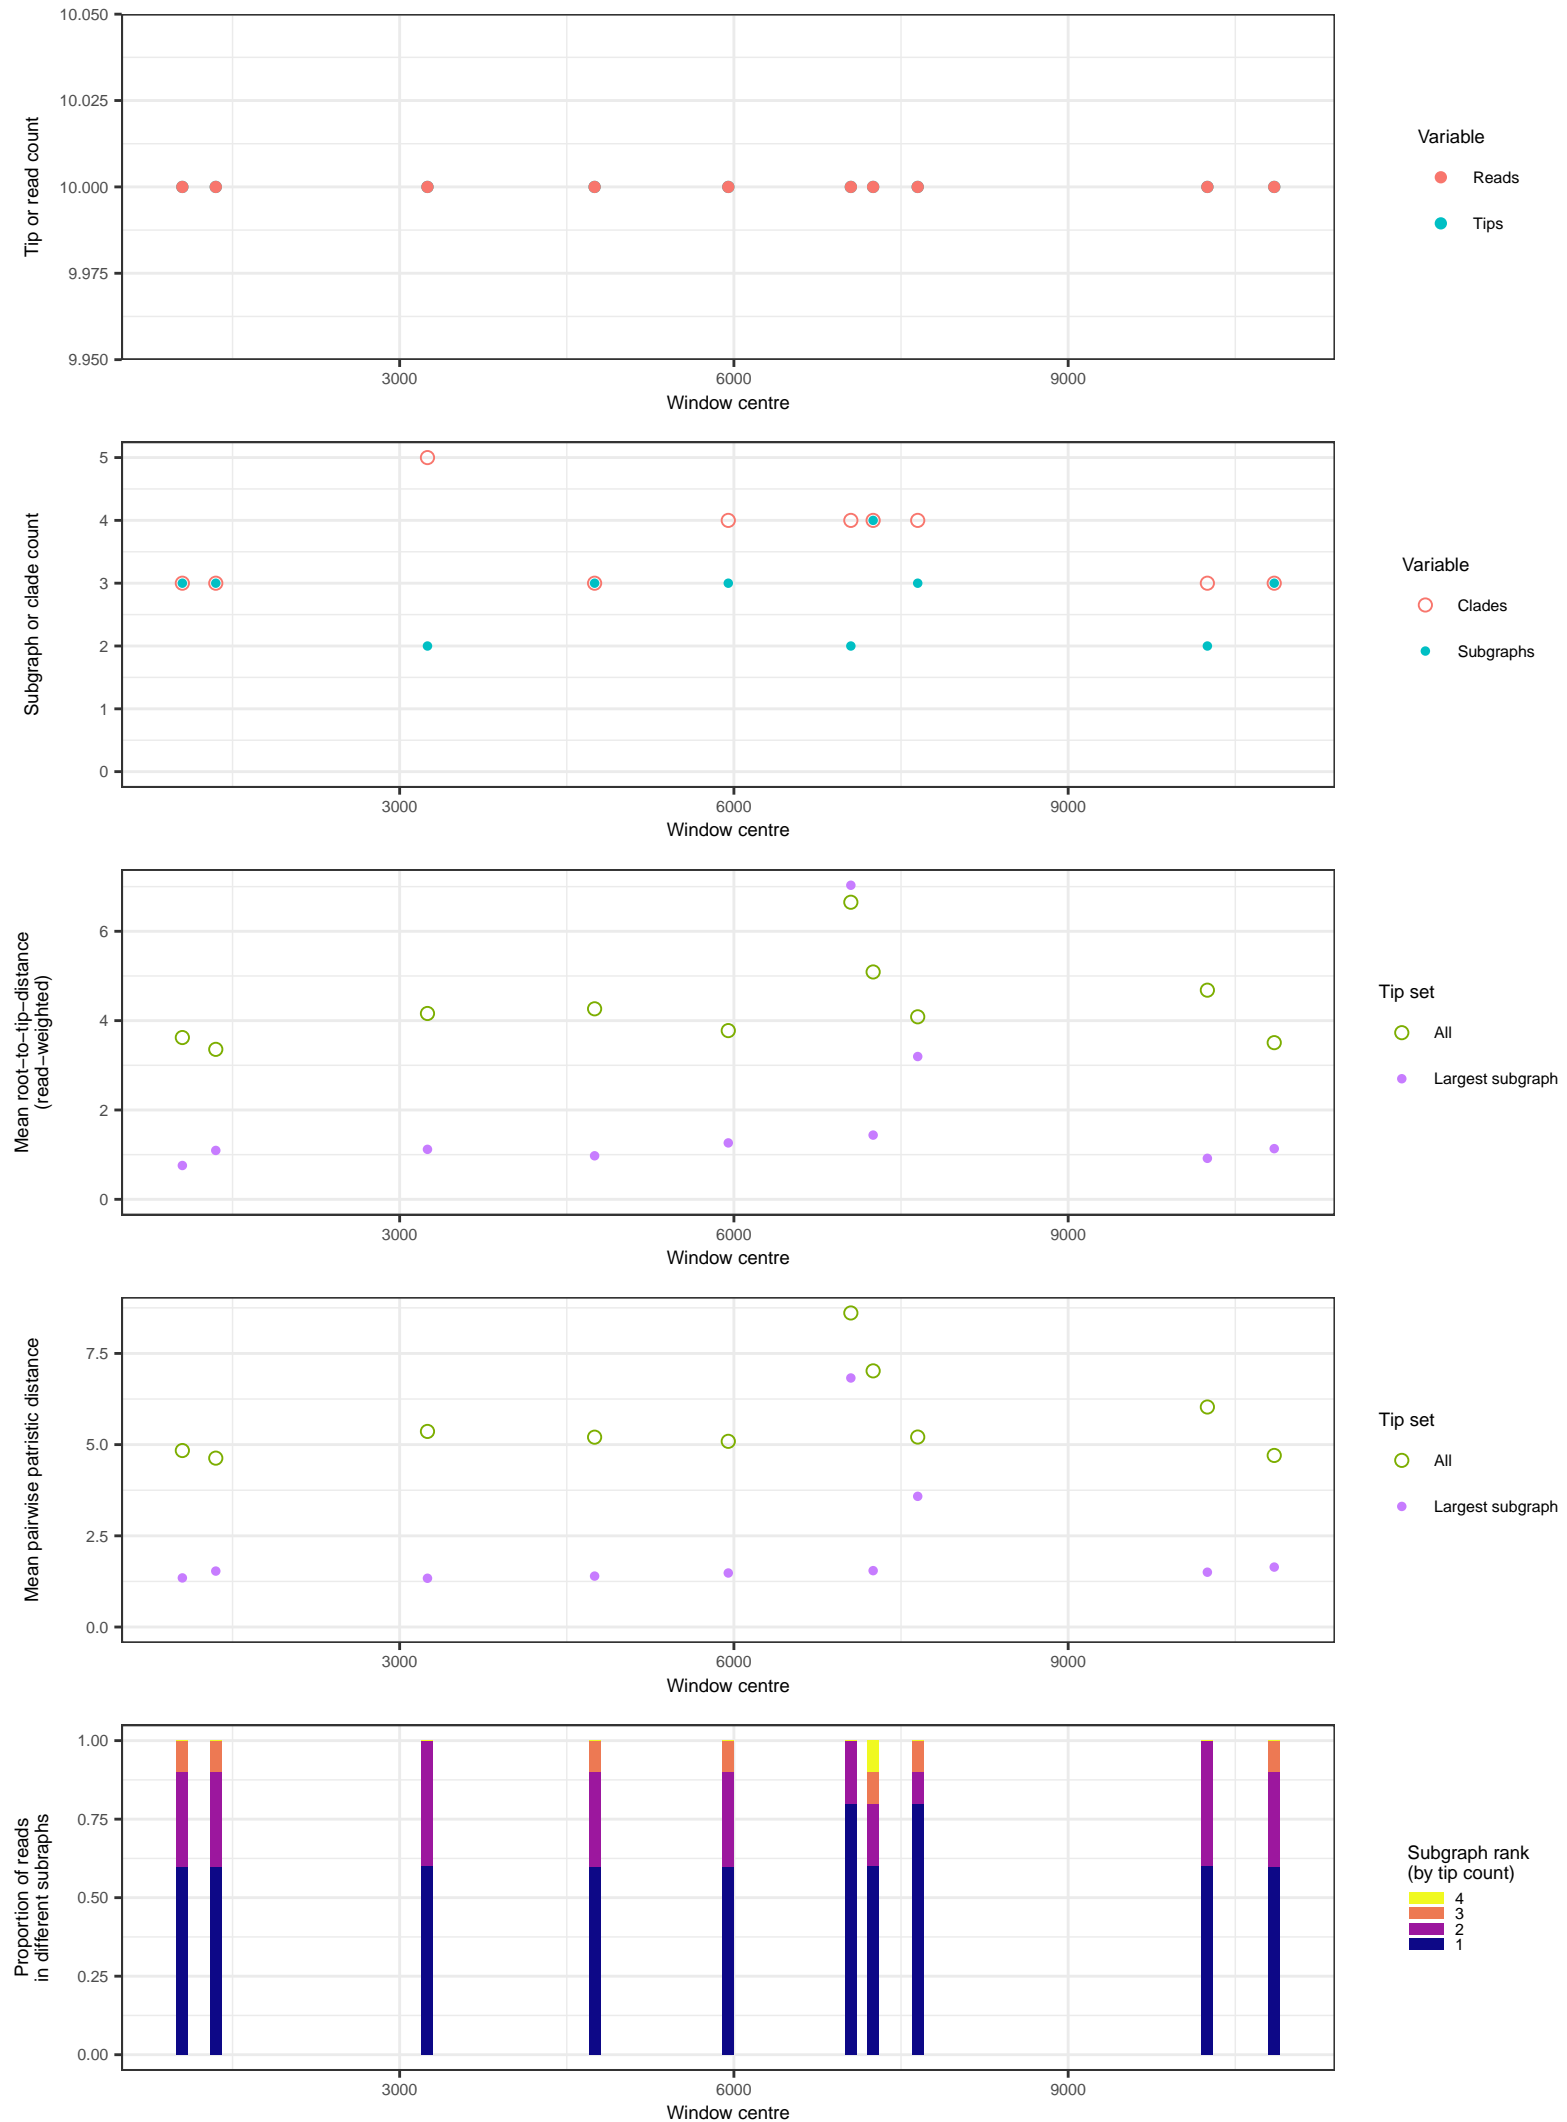 10.050
10.025
10.000
9.975
9.950
Tip or read count
3000 6000 9000
Window centre
Variable
Reads
Tips
5
4
3
2
1
0
Subgraph or clade count
3000 6000 9000
Window centre
Variable
Clades
Subgraphs
6
4
2
0
Mean root−to−tip−distance
(read−weighted)
3000 6000 9000
Window centre
Tip set
All
Largest subgraph
7.5
5.0
2.5
0.0
Mean pairwise patristic distance
3000 6000 9000
Window centre
Tip set
All
Largest subgraph
1.00
0.75
0.50
0.25
0.00
Proportion of reads
in different subraphs
3000 6000 9000
Window centre
Subgraph rank
(by tip count)
4
3
2
1